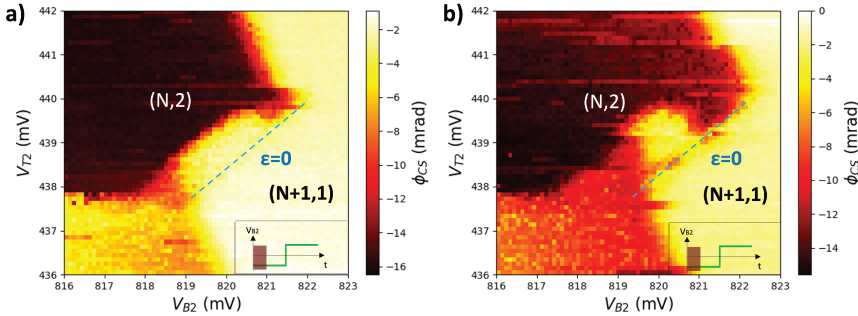 a)
442
441
440
439
438
437
436
V_T2 (mV)
816 817 818 819 820 821 822 823
V_B2 (mV)
(N,2)
ε=0
(N+1,1)
V_B2
t
−2
−4
−6
−8
−10
−12
−14
−16
ϕ_CS (mrad)
b)
442
441
440
439
438
437
436
V_T2 (mV)
816 817 818 819 820 821 822 823
V_B2 (mV)
(N,2)
ε=0
(N+1,1)
V_B2
t
0
−2
−4
−6
−8
−10
−12
−14
ϕ_CS (mrad)